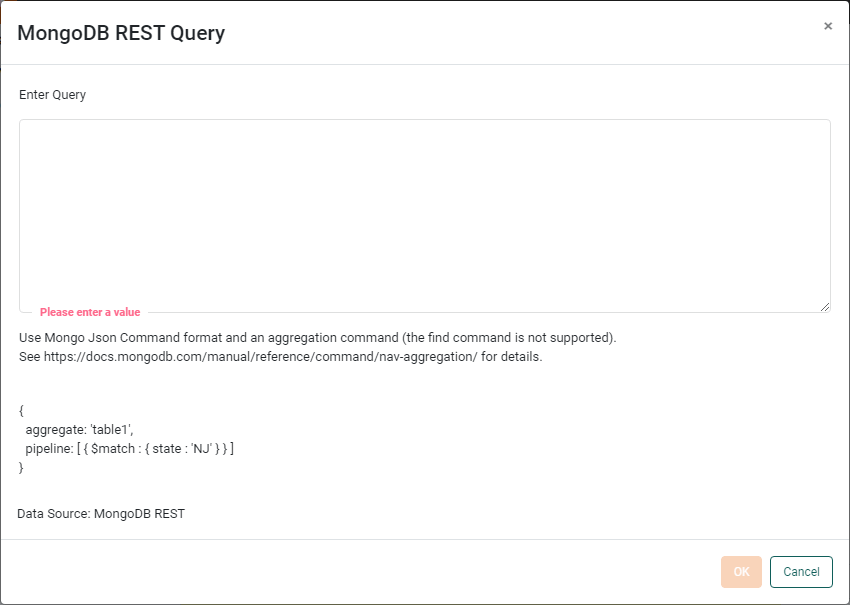 MongoDB REST Query
×
Enter Query
Please enter a value
Use Mongo Json Command format and an aggregation command (the find command is not supported).
See https://docs.mongodb.com/manual/reference/command/nav-aggregation/ for details.
{
  aggregate: 'table1',
  pipeline: [ { $match : { state : 'NJ' } } ]
}
Data Source: MongoDB REST
OK
Cancel